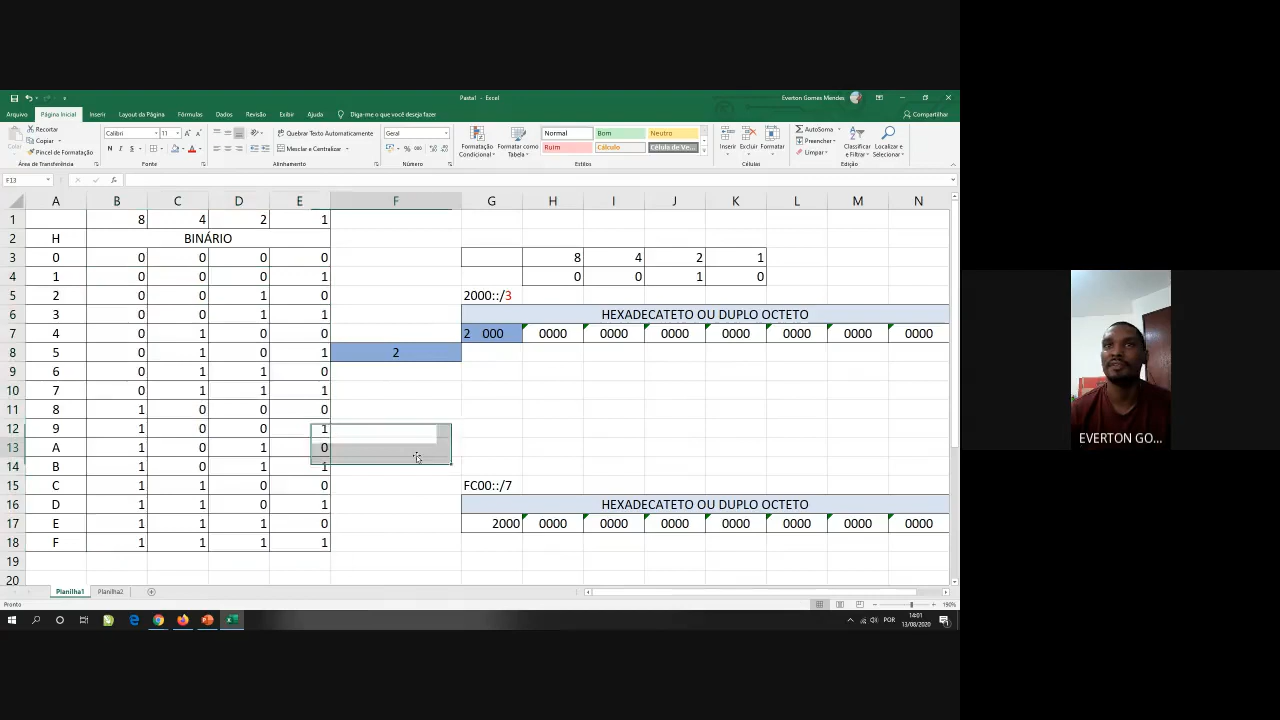 Pasta1 - Excel
Everton Gomes Mendes
Arquivo Página Inicial Inserir Layout da Página Fórmulas Dados Revisão Exibir Ajuda Diga-me o que você deseja fazer Compartilhar
Recortar Calibri 11 Quebrar Texto Automaticamente Geral Normal Bom Neutro AutoSoma
Colar Copiar Preencher
Pincel de Formatação N I S Mesclar e Centralizar % 000 Formatação Condicional Formatar como Tabela Ruim Cálculo Célula de Ve... Inserir Excluir Formatar Limpar Classificar e Filtrar Localizar e Selecionar
Área de Transferência Fonte Alinhamento Número Estilos Células
F13
A B C D E F G H I J K L M N
1 8 4 2 1
2 H BINÁRIO
3 0 0 0 0 0 8 4 2 1
4 1 0 0 0 1 0 0 1 0
5 2 0 0 1 0 2000::/3
6 3 0 0 1 1 HEXADECATETO OU DUPLO OCTETO
7 4 0 1 0 0 2 000 0000 0000 0000 0000 0000 0000 0000
8 5 0 1 0 1 2
9 6 0 1 1 0
10 7 0 1 1 1
11 8 1 0 0 0
12 9 1 0 0 1
13 A 1 0 1 0
14 B 1 0 1 1
15 C 1 1 0 0 FC00::/7
16 D 1 1 0 1 HEXADECATETO OU DUPLO OCTETO
17 E 1 1 1 0 2000 0000 0000 0000 0000 0000 0000 0000
18 F 1 1 1 1
19
20
Planilha1 Planilha2
Pronto 190%
POR 14:01
13/08/2020
EVERTON GO...